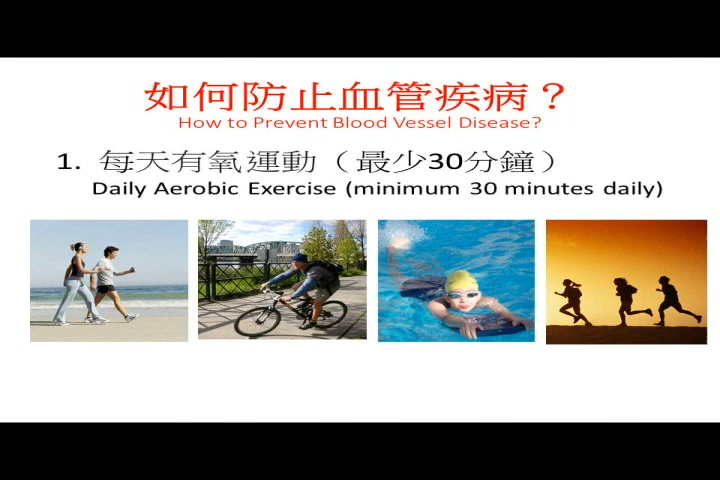 如何防止血管疾病？
How to Prevent Blood Vessel Disease?
1. 每天有氧運動（最少30分鐘）
Daily Aerobic Exercise (minimum 30 minutes daily)